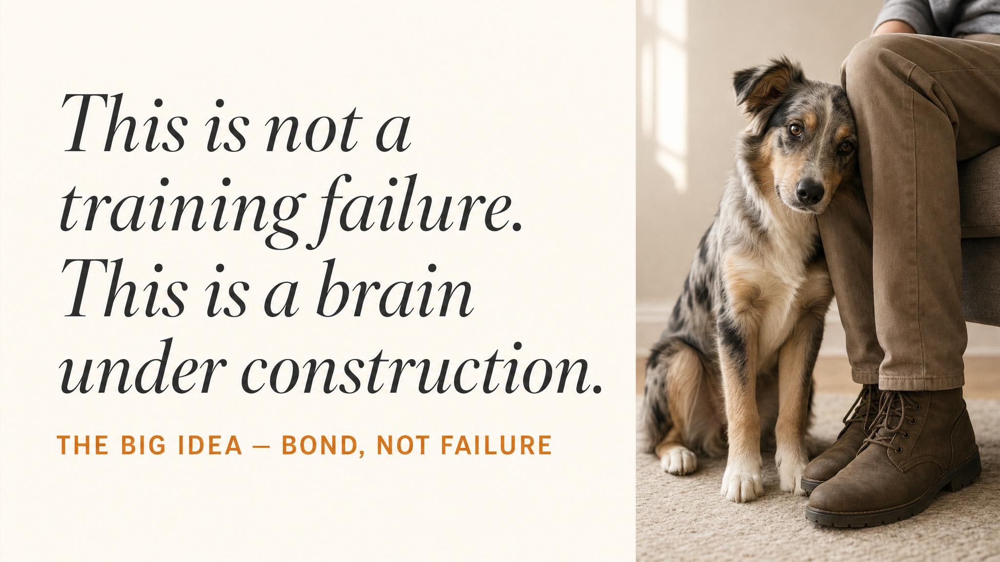 This is not a
training failure.
This is a brain
under construction.
THE BIG IDEA — BOND, NOT FAILURE